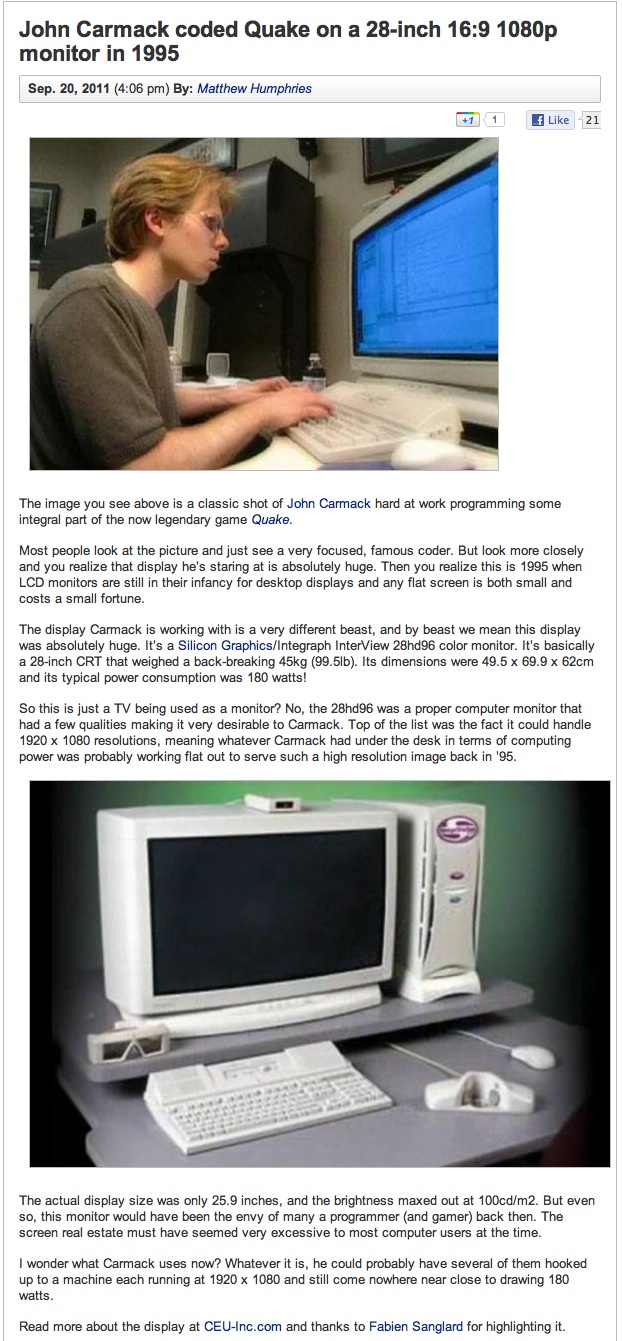 John Carmack coded Quake on a 28-inch 16:9 1080p
monitor in 1995
Sep. 20, 2011 (4:06 pm) By: Matthew Humphries
+1 1 Like 21
The image you see above is a classic shot of John Carmack hard at work programming some
integral part of the now legendary game Quake.
Most people look at the picture and just see a very focused, famous coder. But look more closely
and you realize that display he's staring at is absolutely huge. Then you realize this is 1995 when
LCD monitors are still in their infancy for desktop displays and any flat screen is both small and
costs a small fortune.
The display Carmack is working with is a very different beast, and by beast we mean this display
was absolutely huge. It's a Silicon Graphics/Integraph InterView 28hd96 color monitor. It's basically
a 28-inch CRT that weighed a back-breaking 45kg (99.5lb). Its dimensions were 49.5 x 69.9 x 62cm
and its typical power consumption was 180 watts!
So this is just a TV being used as a monitor? No, the 28hd96 was a proper computer monitor that
had a few qualities making it very desirable to Carmack. Top of the list was the fact it could handle
1920 x 1080 resolutions, meaning whatever Carmack had under the desk in terms of computing
power was probably working flat out to serve such a high resolution image back in '95.
The actual display size was only 25.9 inches, and the brightness maxed out at 100cd/m2. But even
so, this monitor would have been the envy of many a programmer (and gamer) back then. The
screen real estate must have seemed very excessive to most computer users at the time.
I wonder what Carmack uses now? Whatever it is, he could probably have several of them hooked
up to a machine each running at 1920 x 1080 and still come nowhere near close to drawing 180
watts.
Read more about the display at CEU-Inc.com and thanks to Fabien Sanglard for highlighting it.